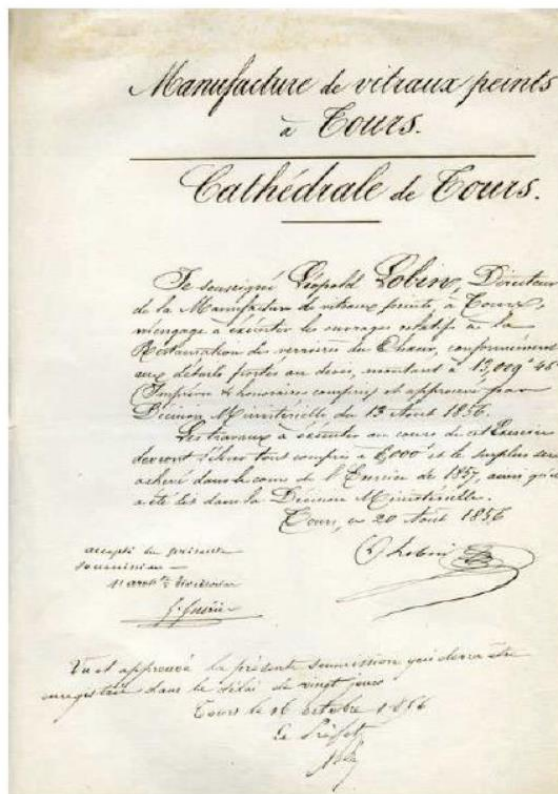 Manufacture de vitraux peints
à Tours.
Cathédrale de Tours.
Je soussigné Léopold Lobin, Directeur
de la Manufacture de vitraux peints, à Tours,
m'engage à exécuter les ouvrages relatifs à la
Restauration des verrières du Chœur, conformément
aux détails portés au devis, montant à 13,009 f 46
(Imprévu & honoraires compris) et approuvé par
Décision Ministérielle du 13 Août 1856.
Les travaux à exécuter au cours de cet Exercice
devront s'élever tout compris à 6,000 f et le surplus sera
achevé dans le cours de l'Exercice de 1857, ainsi qu'il
a été dit dans la Décision Ministérielle.
Tours, ce 20 Août 1856
Lobin
accepté la présente
soumission
G. Guérin
Vu et approuvé la présente soumission qui devra être
enregistrée dans le délai de vingt jours
Tours le 16 octobre 1856
Le Préfet